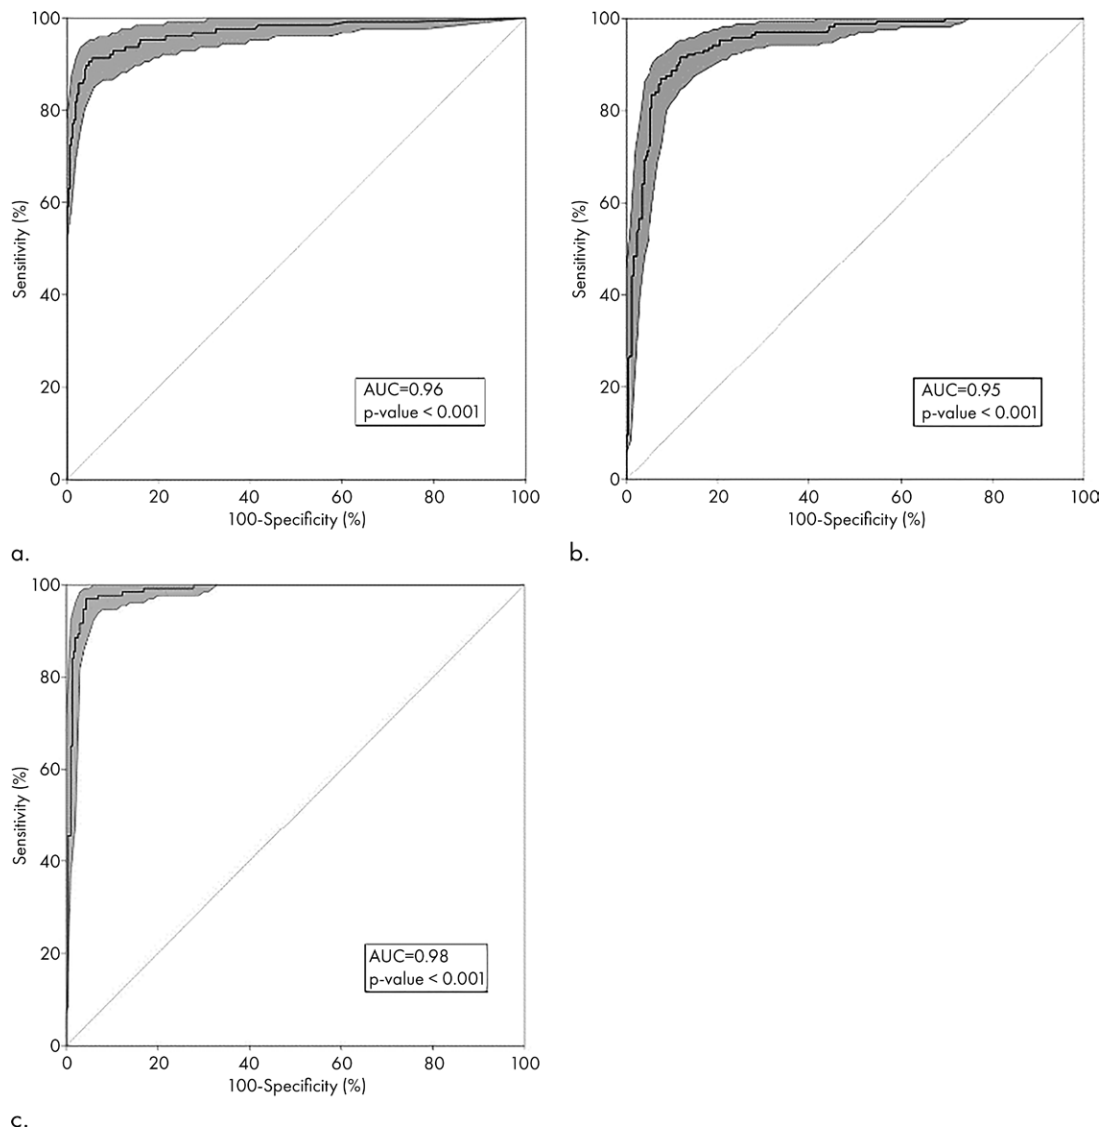 100
80
60
40
20
0
Sensitivity (%)
AUC=0.96
p-value < 0.001
0 20 40 60 80 100
100-Specificity (%)
a.
100
80
60
40
20
0
Sensitivity (%)
AUC=0.95
p-value < 0.001
0 20 40 60 80 100
100-Specificity (%)
b.
100
80
60
40
20
0
Sensitivity (%)
AUC=0.98
p-value < 0.001
0 20 40 60 80 100
100-Specificity (%)
c.